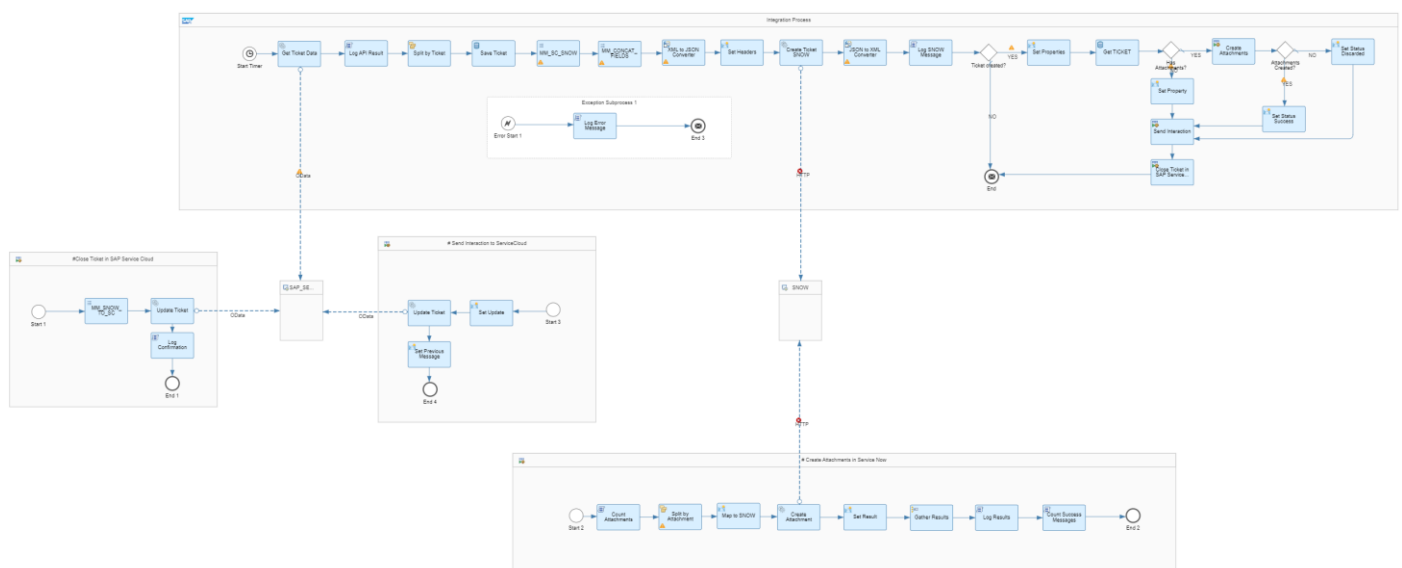 SAP
Integration Process
Start Timer
Get Ticket Data
Log API Result
Split by Ticket
Save Ticket
MM_SC_SNOW
MM_CONCAT_
FIELDS
XML to JSON
Converter
Set Headers
Create Ticket
SNOW
JSON to XML
Converter
Log SNOW
Message
Ticket created?
YES
NO
Set Properties
Get TICKET
Has
Attachments?
YES
Create
Attachments
Attachments
Created?
NO
Set Status
Discarded
YES
Set Status
Success
Set Property
Send Interaction
Close Ticket in
SAP Service...
End
Exception Subprocess 1
Error Start 1
Log Error
Message
End 3
OData
HTTP
#Close Ticket in SAP Service Cloud
Start 1
MM_SNOW_
TO_SC
Update Ticket
Log
Confirmation
End 1
OData
SAP_SE...
OData
# Send Interaction to ServiceCloud
Update Ticket
Set Update
Start 3
Set Previous
Message
End 4
SNOW
HTTP
# Create Attachments in Service Now
Start 2
Count
Attachments
Split by
Attachment
Map to SNOW
Create
Attachment
Set Result
Gather Results
Log Results
Count Success
Messages
End 2